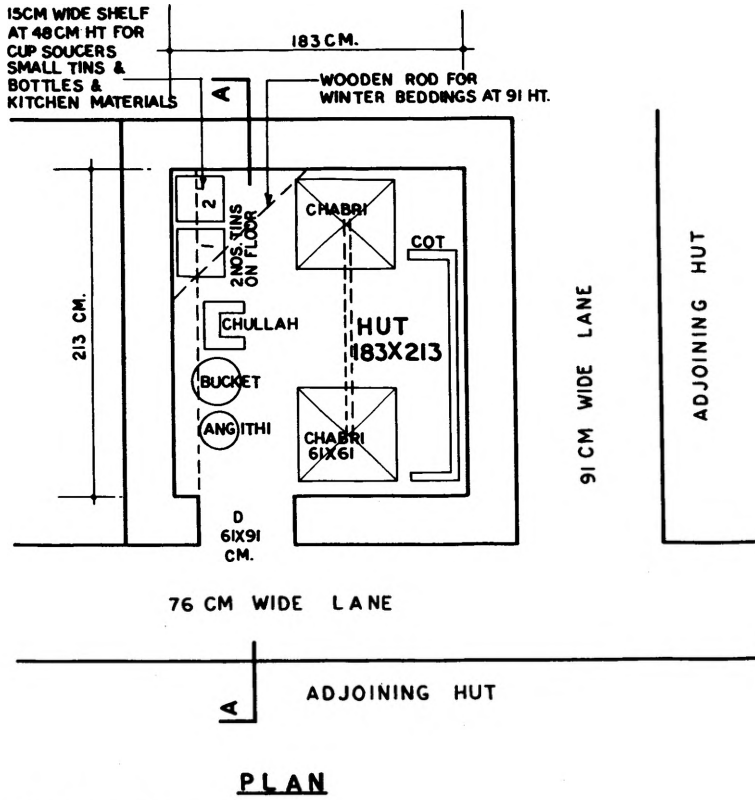 15CM WIDE SHELF
AT 48CM HT FOR
CUP SOUCERS
SMALL TINS &
BOTTLES &
KITCHEN MATERIALS
183 CM.
A
WOODEN ROD FOR
WINTER BEDDINGS AT 91 HT.
2
1
2 NOS. TINS
ON FLOOR
CHABRI
COT
CHULLAH
HUT
183X213
BUCKET
ANGITHI
CHABRI
61X61
213 CM.
D
61X91
CM.
91 CM WIDE LANE
ADJOINING HUT
76 CM WIDE LANE
A
ADJOINING HUT
PLAN